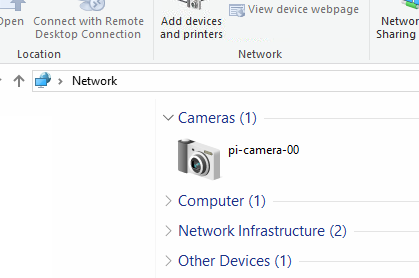 Open
Connect with Remote
Desktop Connection
Add devices
and printers
View device webpage
Network
Sharing
Location
Network
Network
Cameras (1)
pi-camera-00
Computer (1)
Network Infrastructure (2)
Other Devices (1)